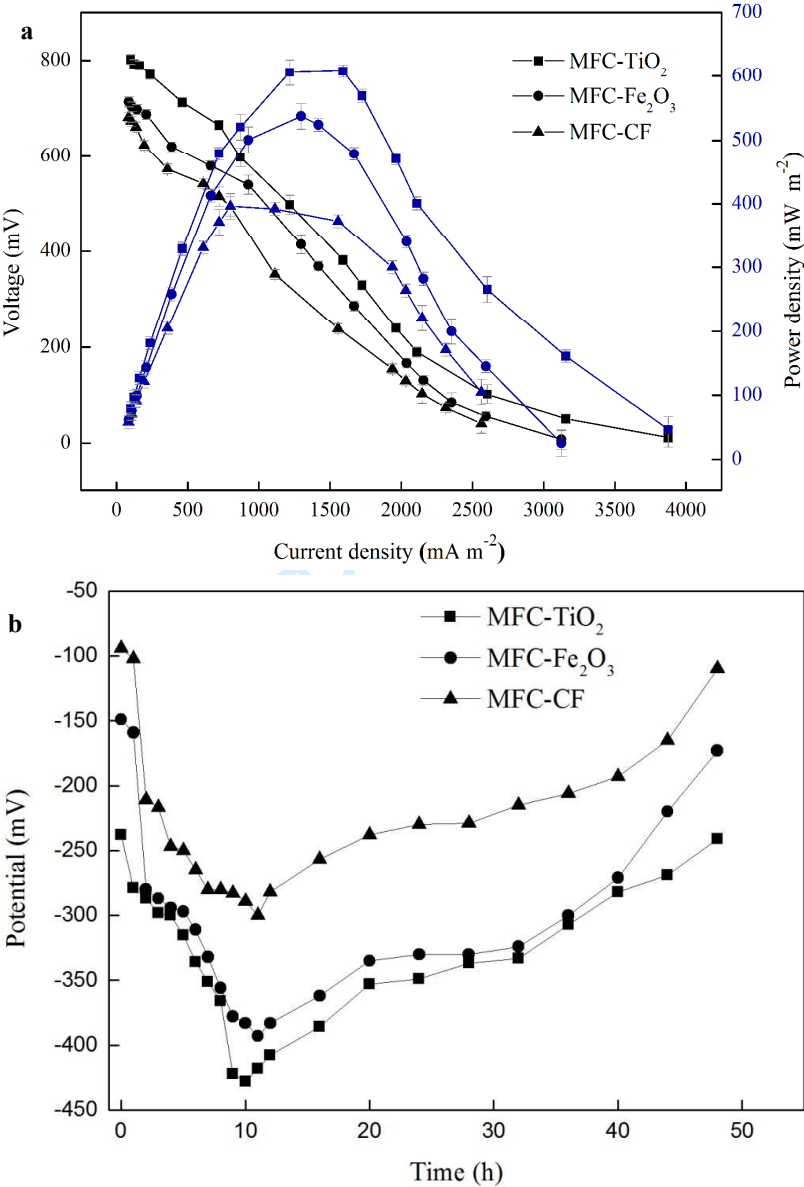 a
MFC-TiO₂
MFC-Fe₂O₃
MFC-CF
800
600
400
200
0
Voltage (mV)
700
600
500
400
300
200
100
0
Power density (mW m⁻²)
0 500 1000 1500 2000 2500 3000 3500 4000
Current density (mA m⁻²)
b
MFC-TiO₂
MFC-Fe₂O₃
MFC-CF
-50
-100
-150
-200
-250
-300
-350
-400
-450
Potential (mV)
0 10 20 30 40 50
Time (h)